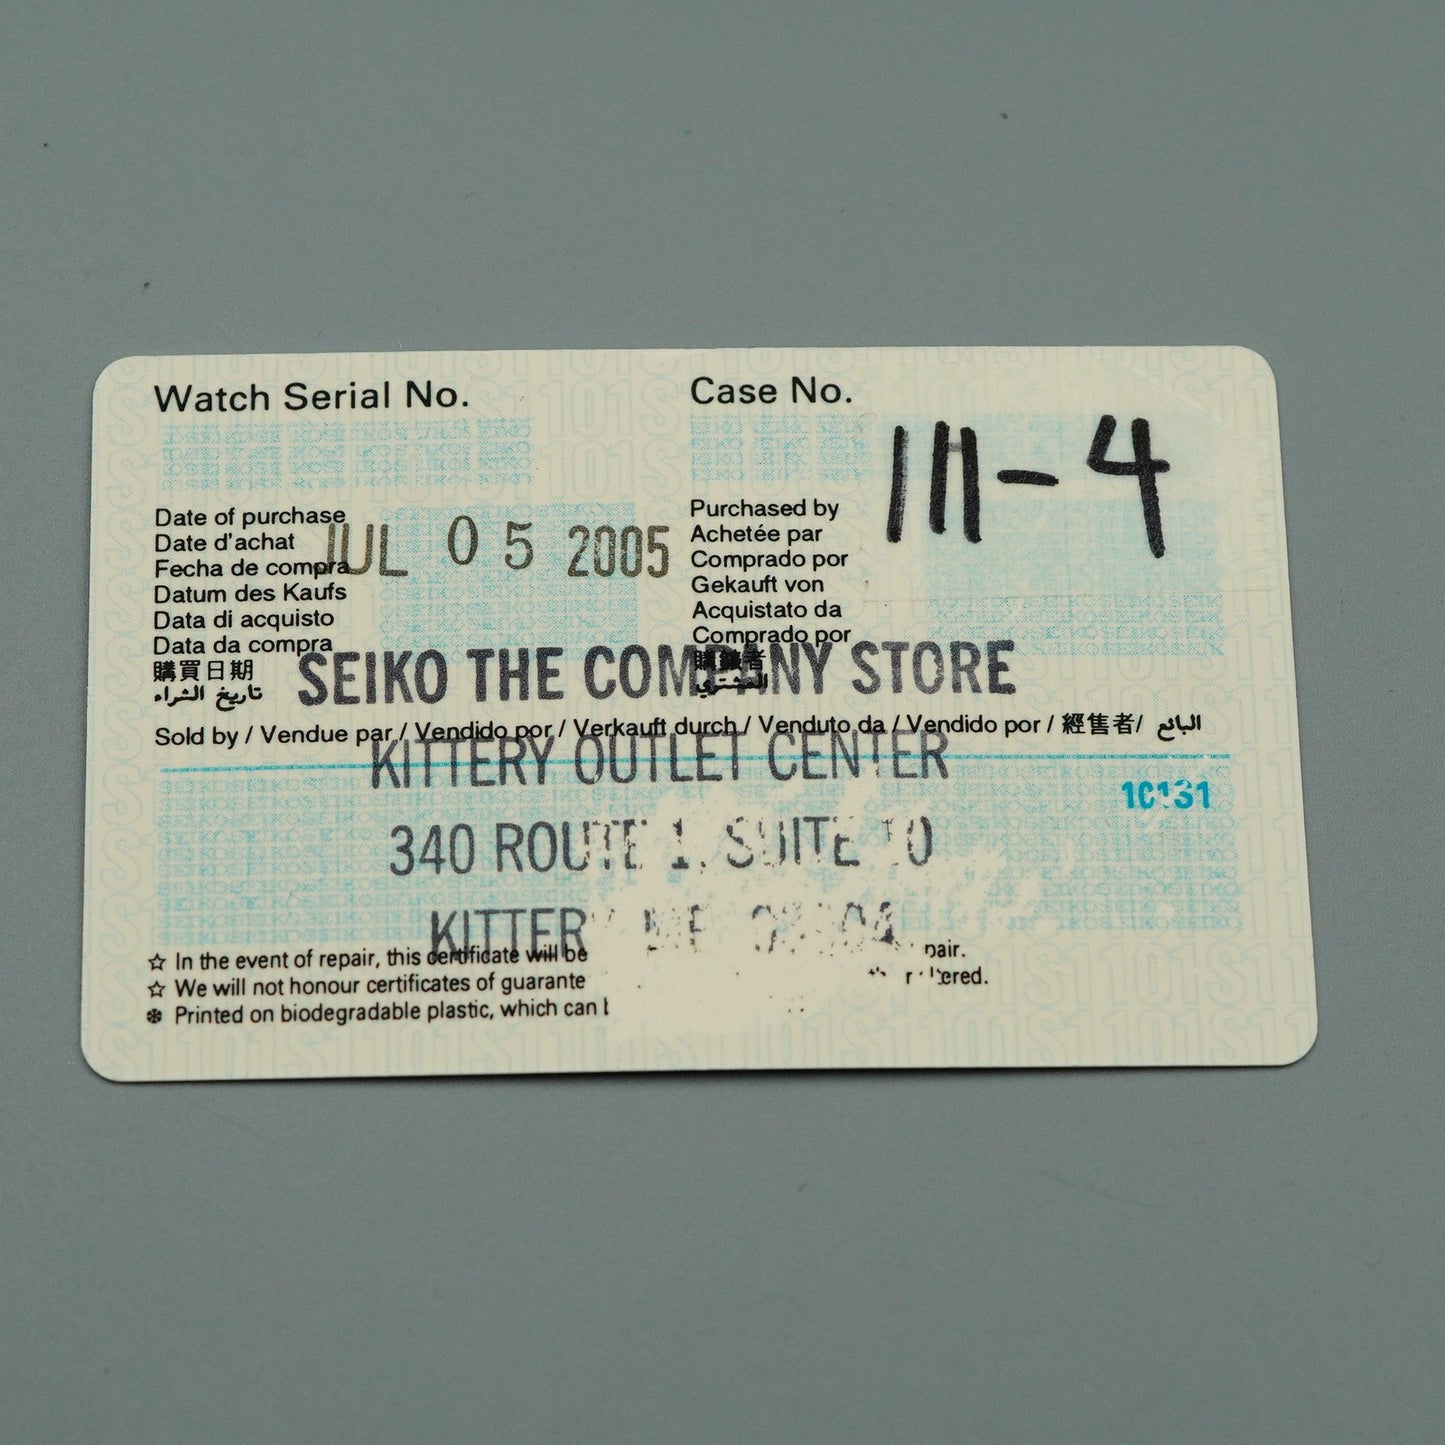 Watch Serial No.
Case No.
111-4
Date of purchase
Date d'achat
Fecha de compra
Datum des Kaufs
Data di acquisto
Data da compra
購買日期
تاريخ الشراء
JUL 05 2005
Purchased by
Achetée par
Comprado por
Gekauft von
Acquistato da
Comprado por
المشتري
SEIKO THE COMPANY STORE
Sold by / Vendue par / Vendido por / Verkauft durch / Venduto da / Vendido por / 經售者 / البائع
KITTERY OUTLET CENTER
10131
340 ROUTE 1, SUITE
KITTERY
☆ In the event of repair, this certificate will be
☆ We will not honour certificates of
❄ Printed on biodegradable plastic, which can